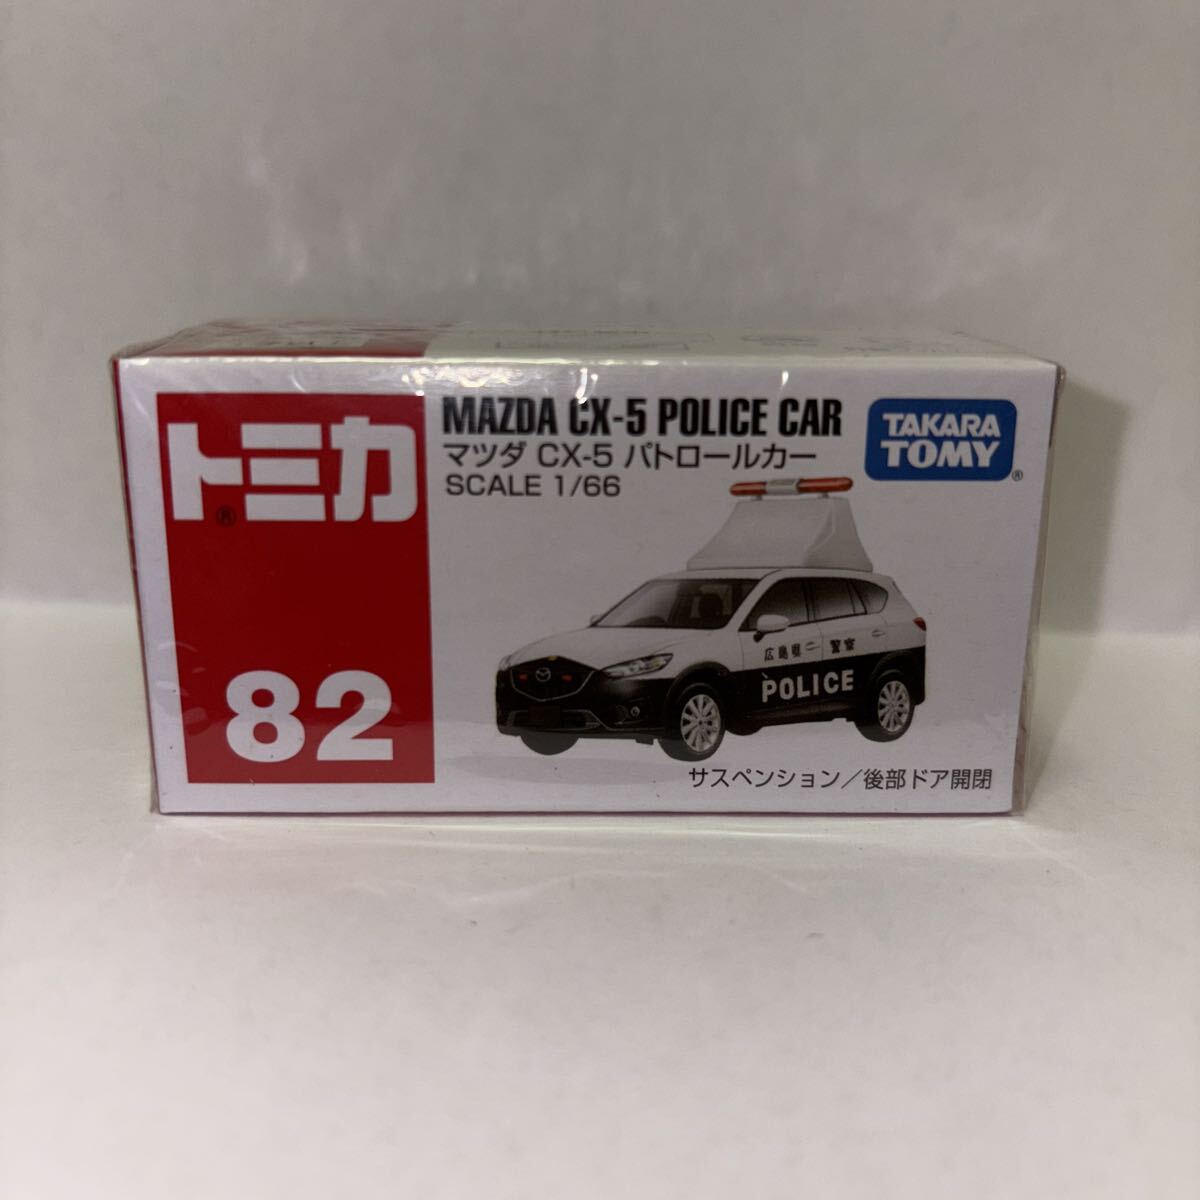 トミカ
®
82
MAZDA CX-5 POLICE CAR
マツダ CX-5 パトロールカー
SCALE 1/66
TAKARA
TOMY
®
広島県 警察
POLICE
サスペンション/後部ドア開閉